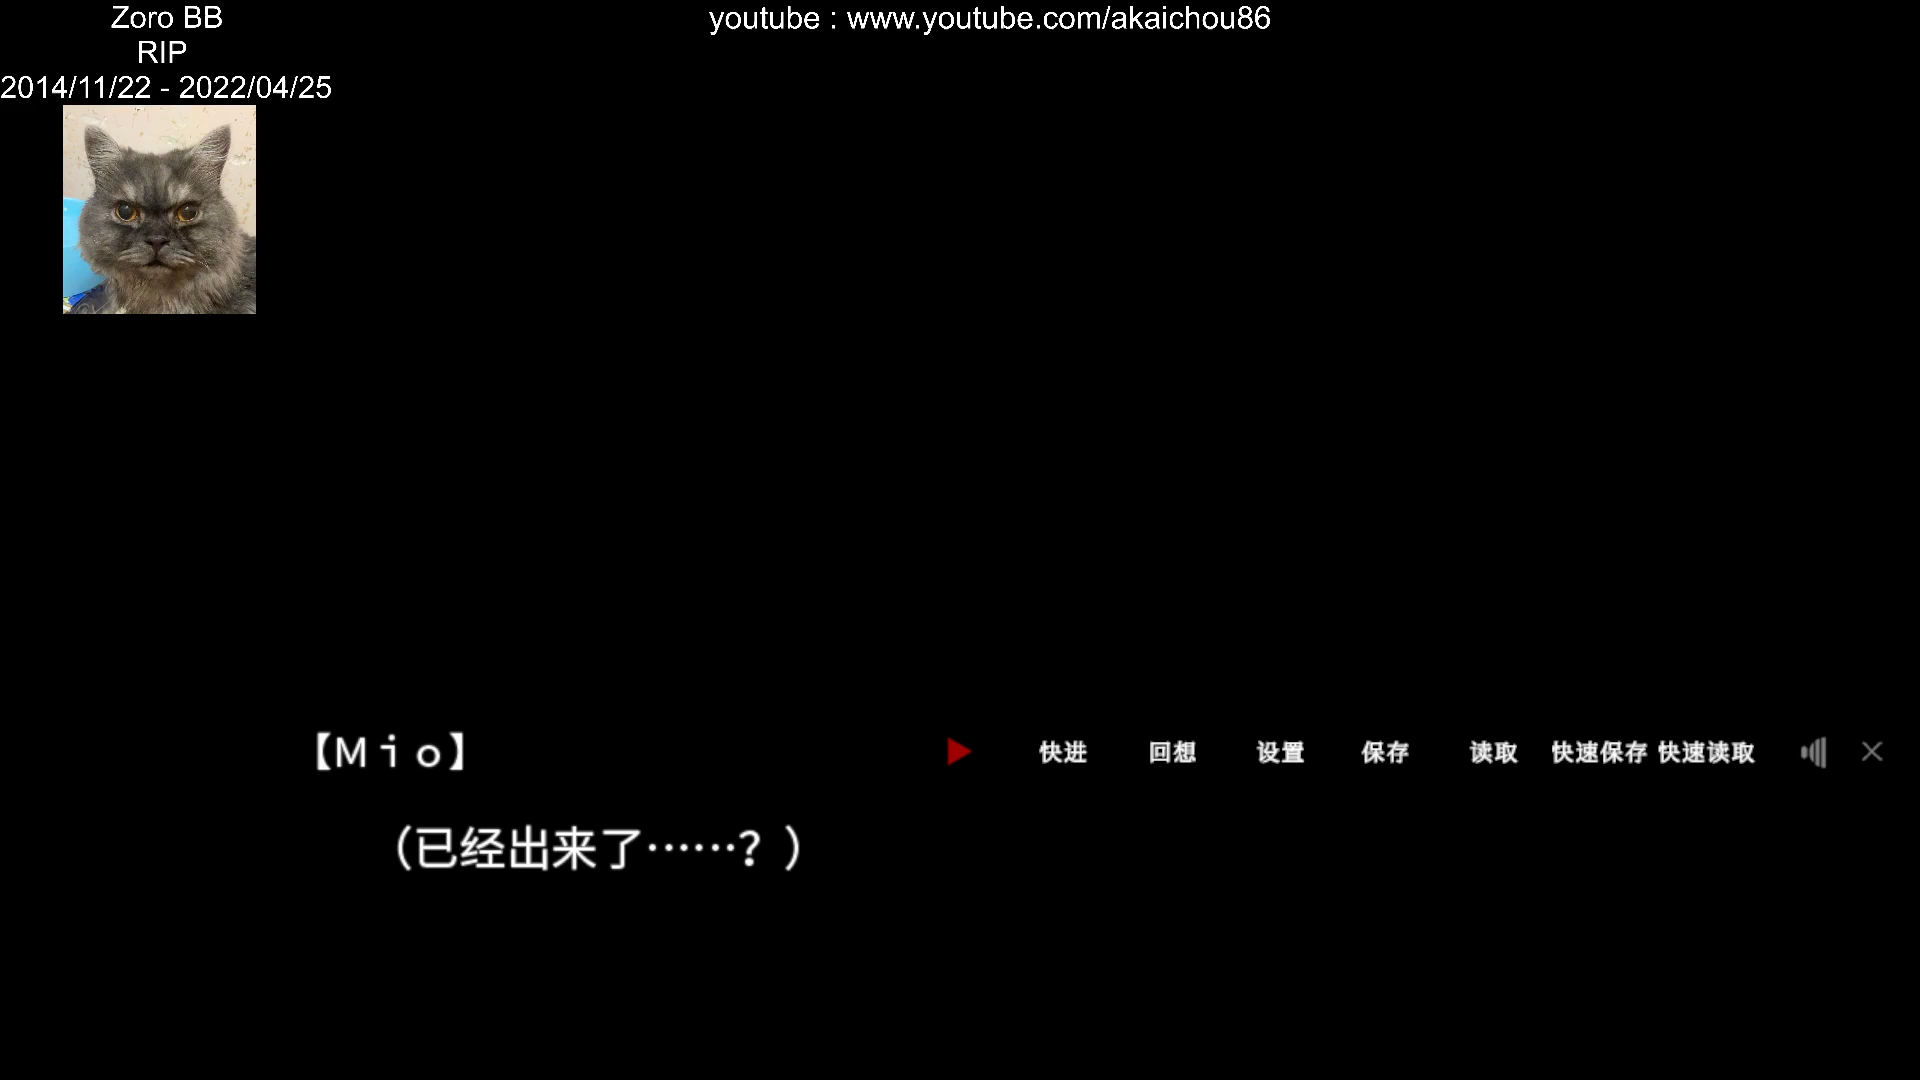 Zoro BB
RIP
2014/11/22 - 2022/04/25
youtube : www.youtube.com/akaichou86
【Ｍｉｏ】
快进 回想 设置 保存 读取 快速保存 快速读取
（已经出来了……？）